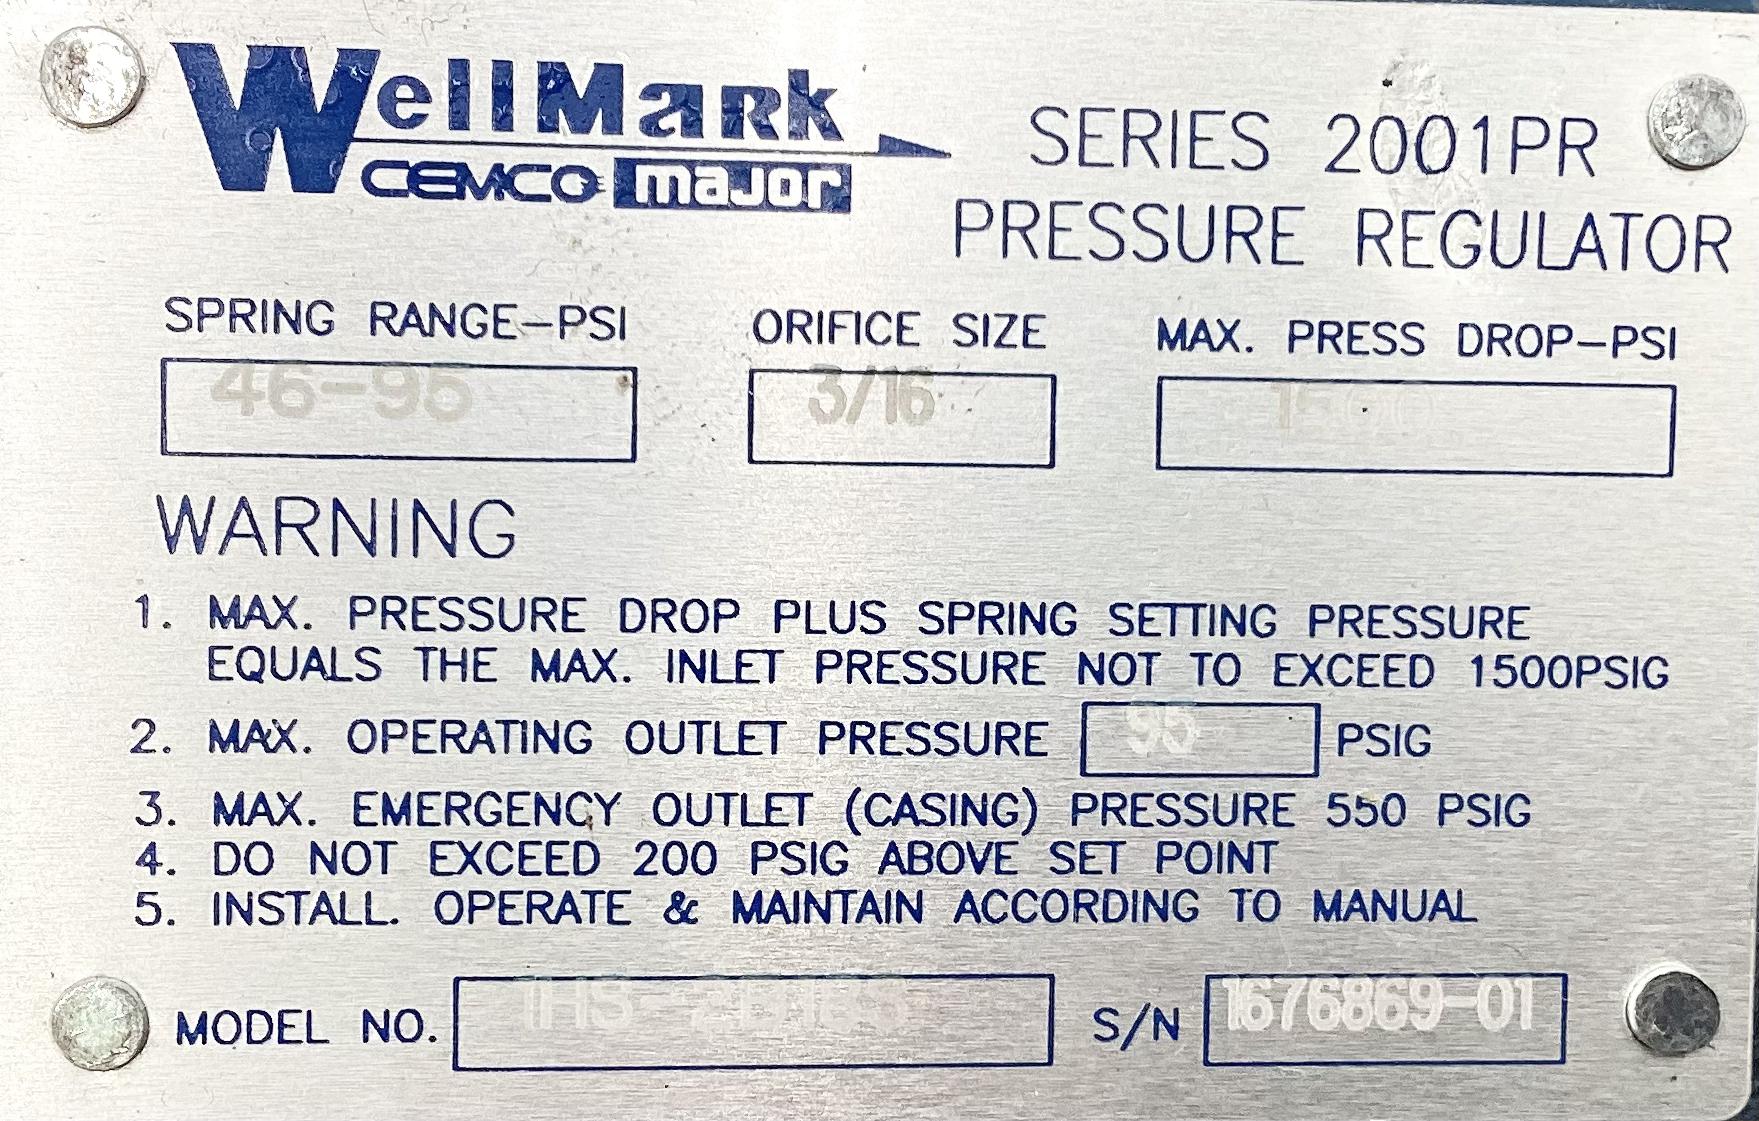 WellMark
CEMCO major
SERIES 2001PR
PRESSURE REGULATOR
SPRING RANGE-PSI ORIFICE SIZE MAX. PRESS DROP-PSI
46-95 3/16 1500
WARNING
1. MAX. PRESSURE DROP PLUS SPRING SETTING PRESSURE
EQUALS THE MAX. INLET PRESSURE NOT TO EXCEED 1500PSIG
2. MAX. OPERATING OUTLET PRESSURE 95 PSIG
3. MAX. EMERGENCY OUTLET (CASING) PRESSURE 550 PSIG
4. DO NOT EXCEED 200 PSIG ABOVE SET POINT
5. INSTALL. OPERATE & MAINTAIN ACCORDING TO MANUAL
MODEL NO. S/N 1676869-01